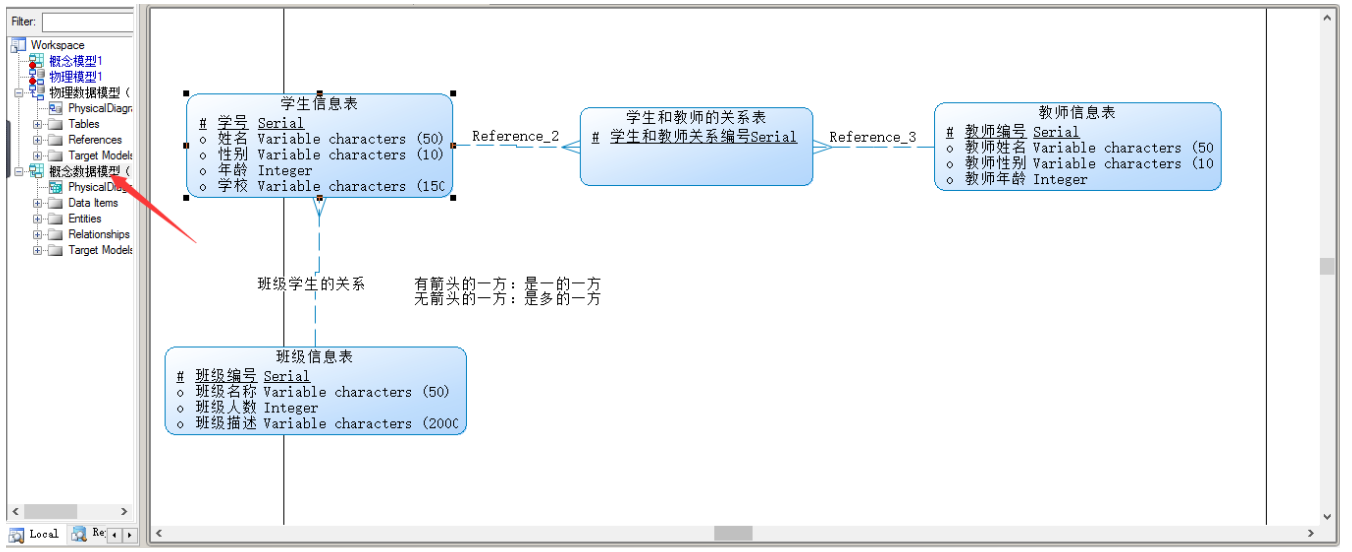 Filter:
Workspace
概念模型1
物理模型1
物理数据模型（
PhysicalDiagr
Tables
References
Target Models
概念数据模型（
PhysicalDiagr
Data Items
Entities
Relationships
Target Models
Local
Re
学生信息表
# 学号 Serial
o 姓名 Variable characters (50)
o 性别 Variable characters (10)
o 年龄 Integer
o 学校 Variable characters (150
Reference_2
学生和教师的关系表
# 学生和教师关系编号Serial
Reference_3
教师信息表
# 教师编号 Serial
o 教师姓名 Variable characters (50
o 教师性别 Variable characters (10
o 教师年龄 Integer
班级学生的关系
有箭头的一方：是一的一方
无箭头的一方：是多的一方
班级信息表
# 班级编号 Serial
o 班级名称 Variable characters (50)
o 班级人数 Integer
o 班级描述 Variable characters (2000